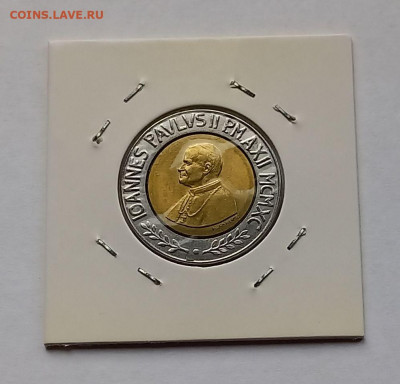 COINS.LAVE.RU
IOANNES PAVLVS II P.M.A.XII MCMXC